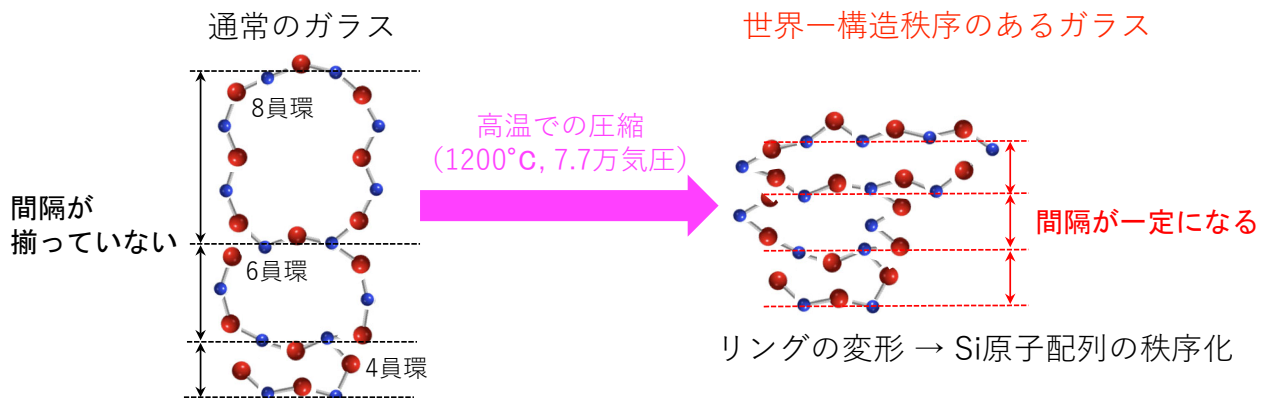 通常のガラス
世界一構造秩序のあるガラス
8員環
高温での圧縮
(1200°C, 7.7万気圧)
間隔が
揃っていない
間隔が一定になる
6員環
4員環
リングの変形 → Si原子配列の秩序化